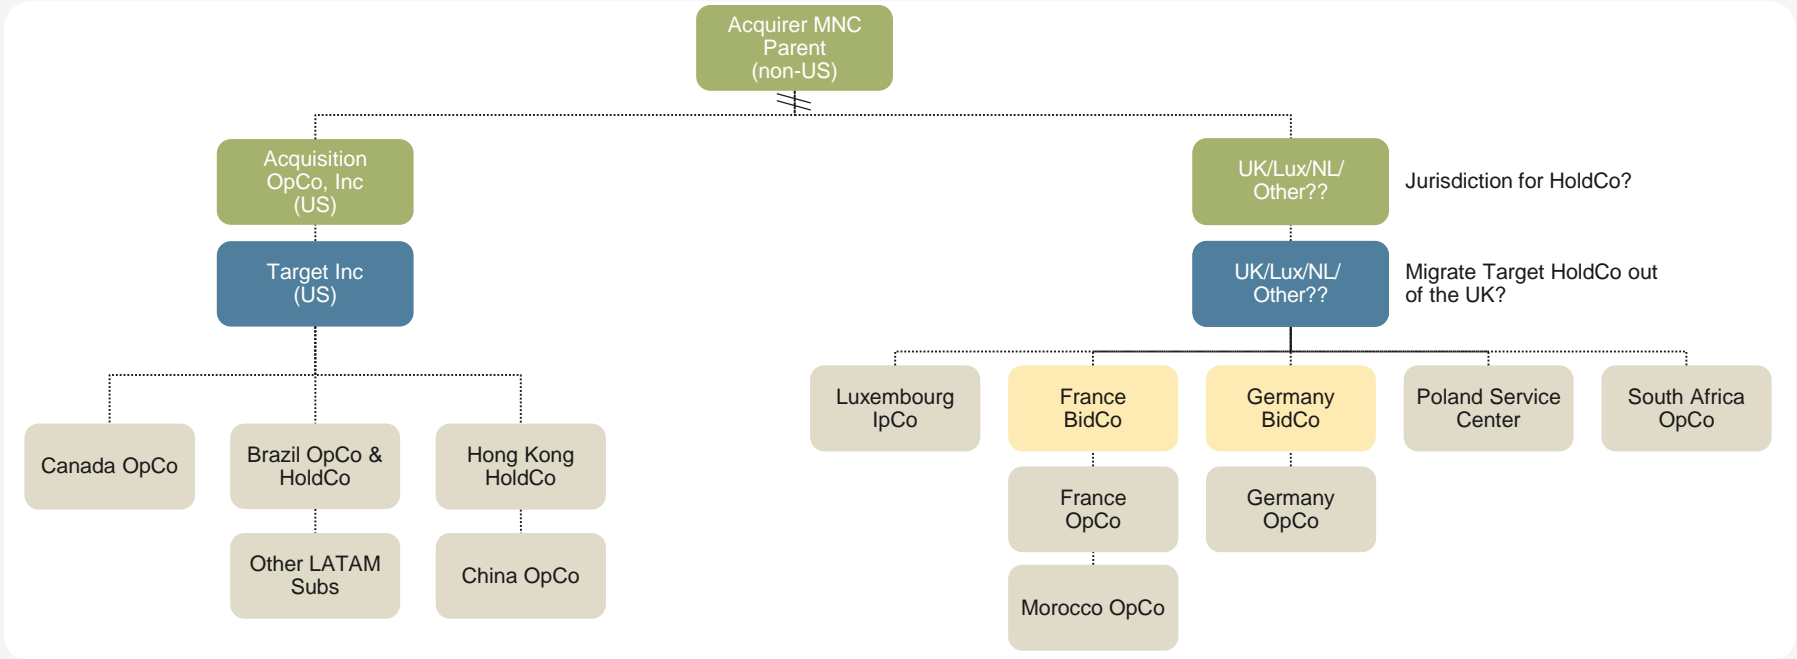 Acquirer MNC
Parent
(non-US)
Acquisition
OpCo, Inc
(US)
UK/Lux/NL/
Other??
Jurisdiction for HoldCo?
Target Inc
(US)
UK/Lux/NL/
Other??
Migrate Target HoldCo out
of the UK?
Luxembourg
IpCo
France
BidCo
Germany
BidCo
Poland Service
Center
South Africa
OpCo
Canada OpCo
Brazil OpCo &
HoldCo
Hong Kong
HoldCo
France
OpCo
Germany
OpCo
Other LATAM
Subs
China OpCo
Morocco OpCo